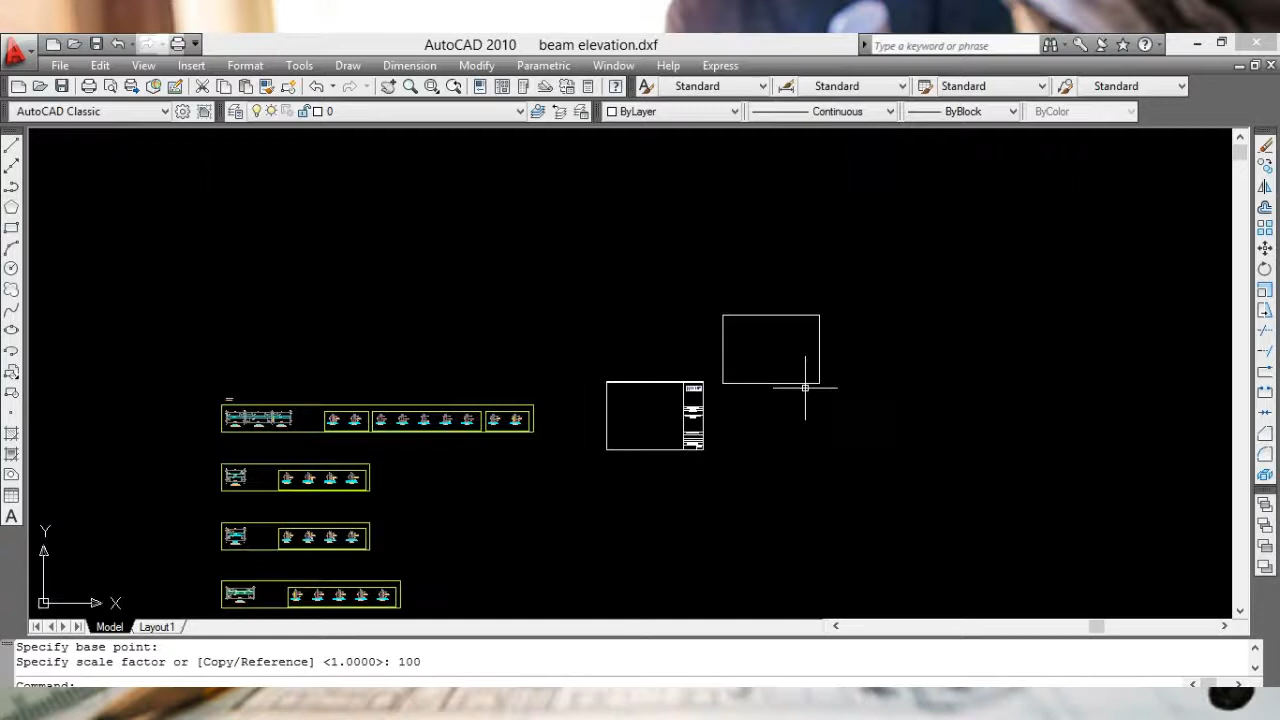 AutoCAD 2010 beam elevation.dxf Type a keyword or phrase
File Edit View Insert Format Tools Draw Dimension Modify Parametric Window Help Express
Standard Standard Standard Standard
AutoCAD Classic 0 ByLayer Continuous ByBlock ByColor
Y
X
A
Model Layout1
Specify base point:
Specify scale factor or [Copy/Reference] <1.0000>: 100
Command: